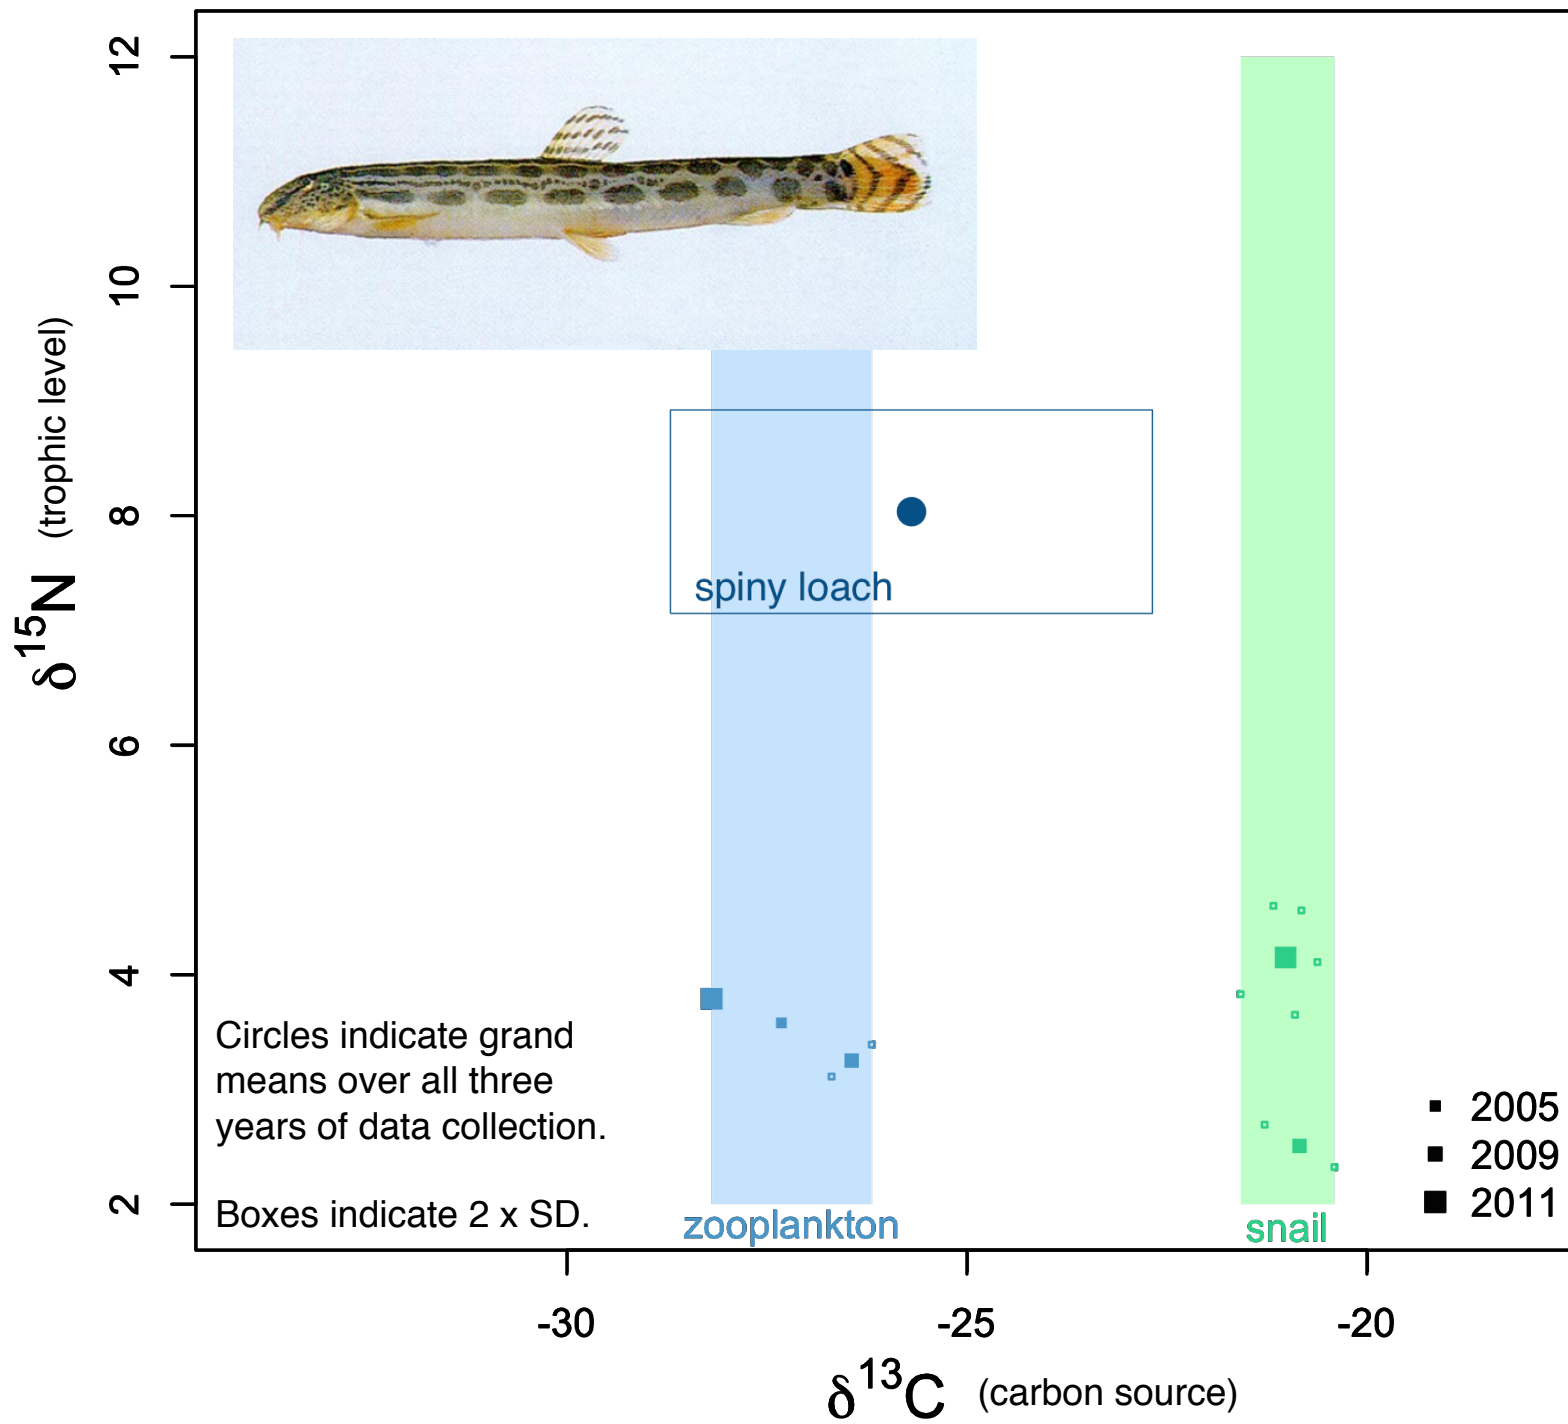 12
10
8
6
4
2
δ15N (trophic level)
spiny loach
Circles indicate grand
means over all three
years of data collection.
Boxes indicate 2 x SD.
zooplankton
snail
2005
2009
2011
-30
-25
-20
δ13C (carbon source)